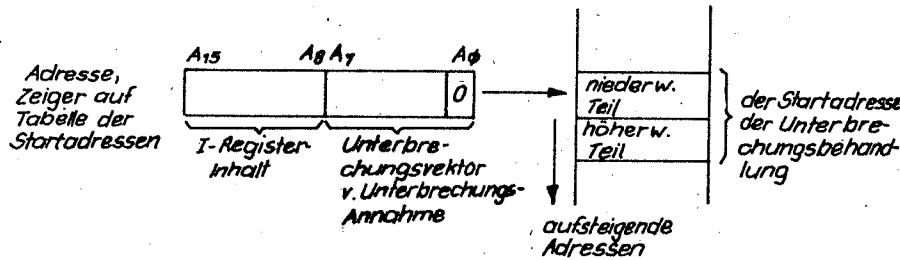 A15 A8 A7 Aφ
Adresse,
Zeiger auf
Tabelle der
Startadressen
0
I-Register-
Inhalt
Unterbre-
chungsvektor
v. Unterbrechungs-
Annahme
niederw.
Teil
höherw.
Teil
aufsteigende
Adressen
der Startadresse
der Unterbre-
chungsbehand-
lung